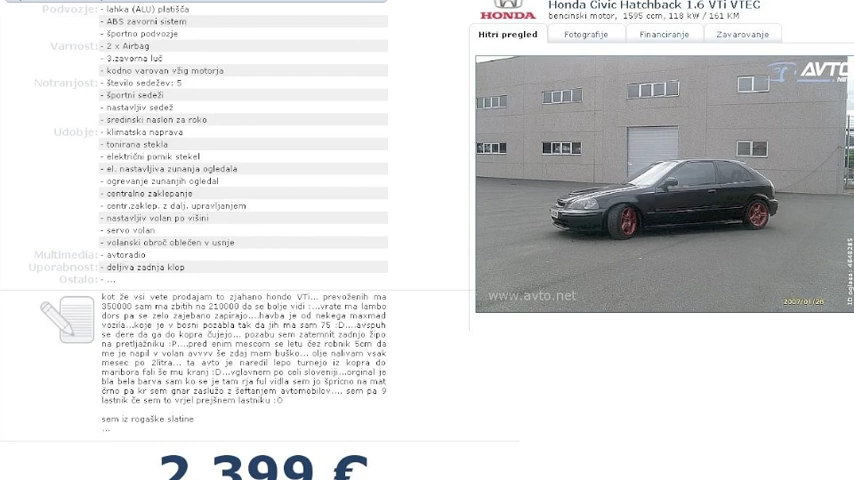 Honda Civic Hatchback 1.6 VTi VTEC
HONDA
bencinski motor, 1595 ccm, 118 kW / 161 KM
Hitri pregled
Fotografije
Financiranje
Zavarovanje
Podvozje: - lahka (ALU) platišča
- ABS zavorni sistem
- športno podvozje
Varnost: - 2 x Airbag
- 3.zavorna luč
- kodno varovan vžig motorja
Notranjost: - število sedežev: 5
- športni sedeži
- nastavljiv sedež
- sredinski naslon za roko
Udobje: - klimatska naprava
- tonirana stekla
- električni pomik stekel
- el. nastavljiva zunanja ogledala
- ogrevanje zunanjih ogledal
- centralno zaklepanje
- centr.zaklep. z dalj. upravljanjem
- nastavljiv volan po višini
- servo volan
- volanski obroč oblečen v usnje
Multimedia: - avtoradio
Uporabnost: - deljiva zadnja klop
Ostalo: - ...
kot že vsi vete prodajam to zjahano hondo VTi... prevoženih ma
350000 sam ma zbitih na 210000 da se bolje vidi :...vrate ma lambo
dors pa se zelo zajebano zapirajo....havba je od nekega maxmad
vozila...koje je v bosni pozabla tak da jih ma sam 75 :D....avspuh
se dere da ga do kopra čujejo... pozabu sem zatemnit zadnjo žipo
na pretljažniku :P....pred enim mescom se letu čez robnik 5cm da
me je napil v volan avvvv še zdaj mam buško... olje nalivam vsak
mesec po 2litra... ta avto je naredil lepo turnejo iz kopra do
maribora fali še mu kranj :D...vglavnem po celi sloveniji...orginal je
bla bela barva sam ko se je tam rja ful vidla sem jo špricno na mat
črno pa kr sem gnar zaslužo z šeftanjem avtomobilov.... sem pa 9
lastnik če sem to vrjel prejšnem lastniku :O
sem iz rogaške slatine
...
2.399 €
AVTO
NET
www.avto.net
2007/01/26
ID oglasa: 4848285